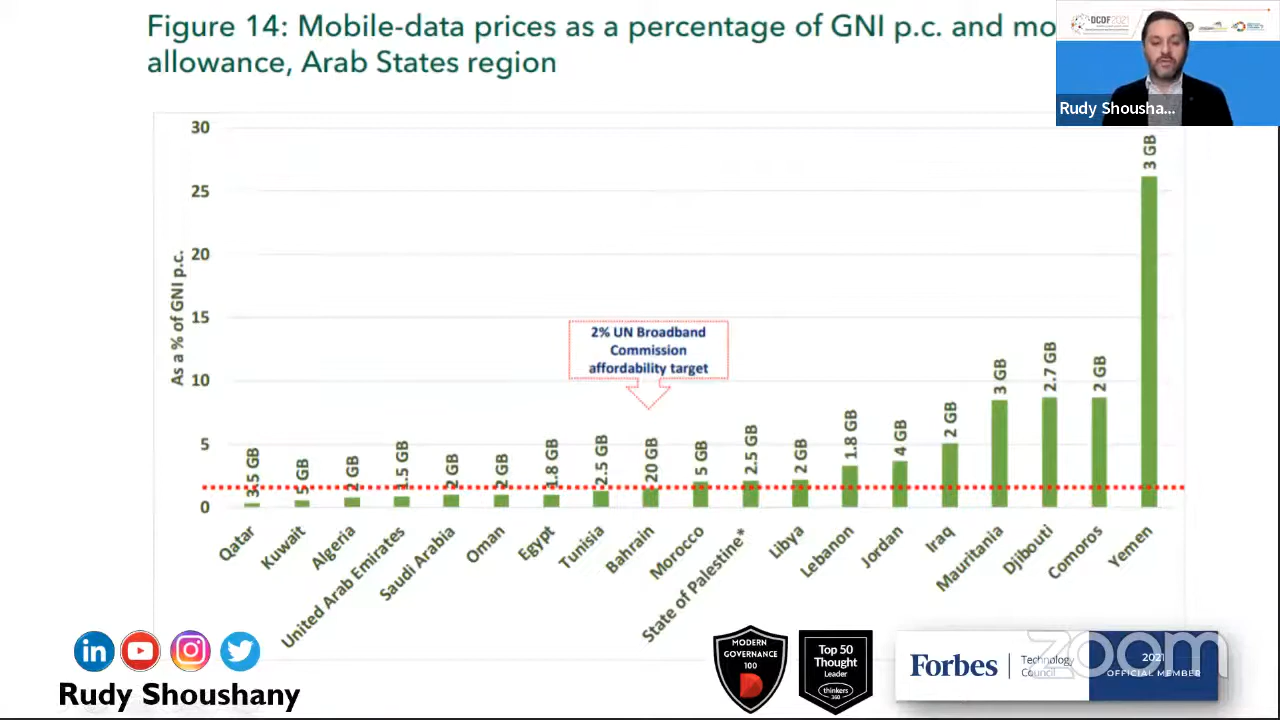 Figure 14: Mobile-data prices as a percentage of GNI p.c. and mo
allowance, Arab States region
DCDF2021
Rudy Shousha...
As a % of GNI p.c.
30
25
20
15
10
5
0
2% UN Broadband
Commission
affordability target
3.5 GB
5 GB
2 GB
1.5 GB
2 GB
2 GB
1.8 GB
2.5 GB
20 GB
5 GB
2.5 GB
2 GB
1.8 GB
4 GB
2 GB
3 GB
2.7 GB
2 GB
3 GB
Qatar
Kuwait
Algeria
United Arab Emirates
Saudi Arabia
Oman
Egypt
Tunisia
Bahrain
Morocco
State of Palestine*
Libya
Lebanon
Jordan
Iraq
Mauritania
Djibouti
Comoros
Yemen
in
Rudy Shoushany
MODERN
GOVERNANCE
100
Top 50
Thought
Leader
thinkers
360
Forbes
Technology
Council
2021
OFFICIAL MEMBER
zoom